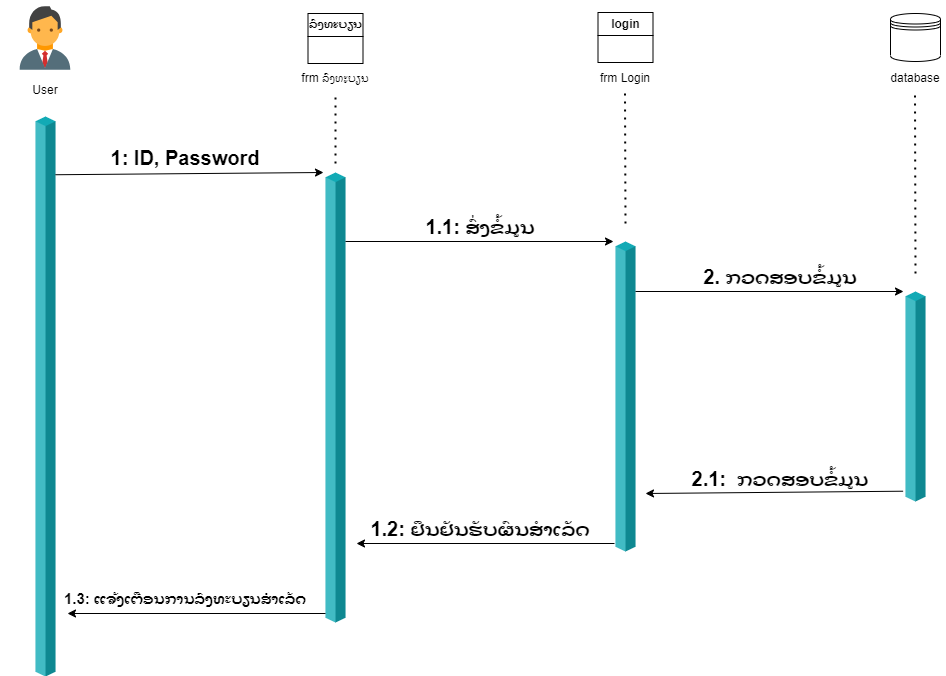 ລົງທະບຽນ
login
User
frm ລົງທະບຽນ
frm Login
database
1: ID, Password
1.1: ສົ່ງຂໍ້ມູນ
2. ກວດສອບຂໍ້ມູນ
2.1: ກວດສອບຂໍ້ມູນ
1.2: ຢືນຢັນຮັບຜົນສຳເລັດ
1.3: ແຈ້ງເຕືອນການລົງທະບຽນສຳເລັດ